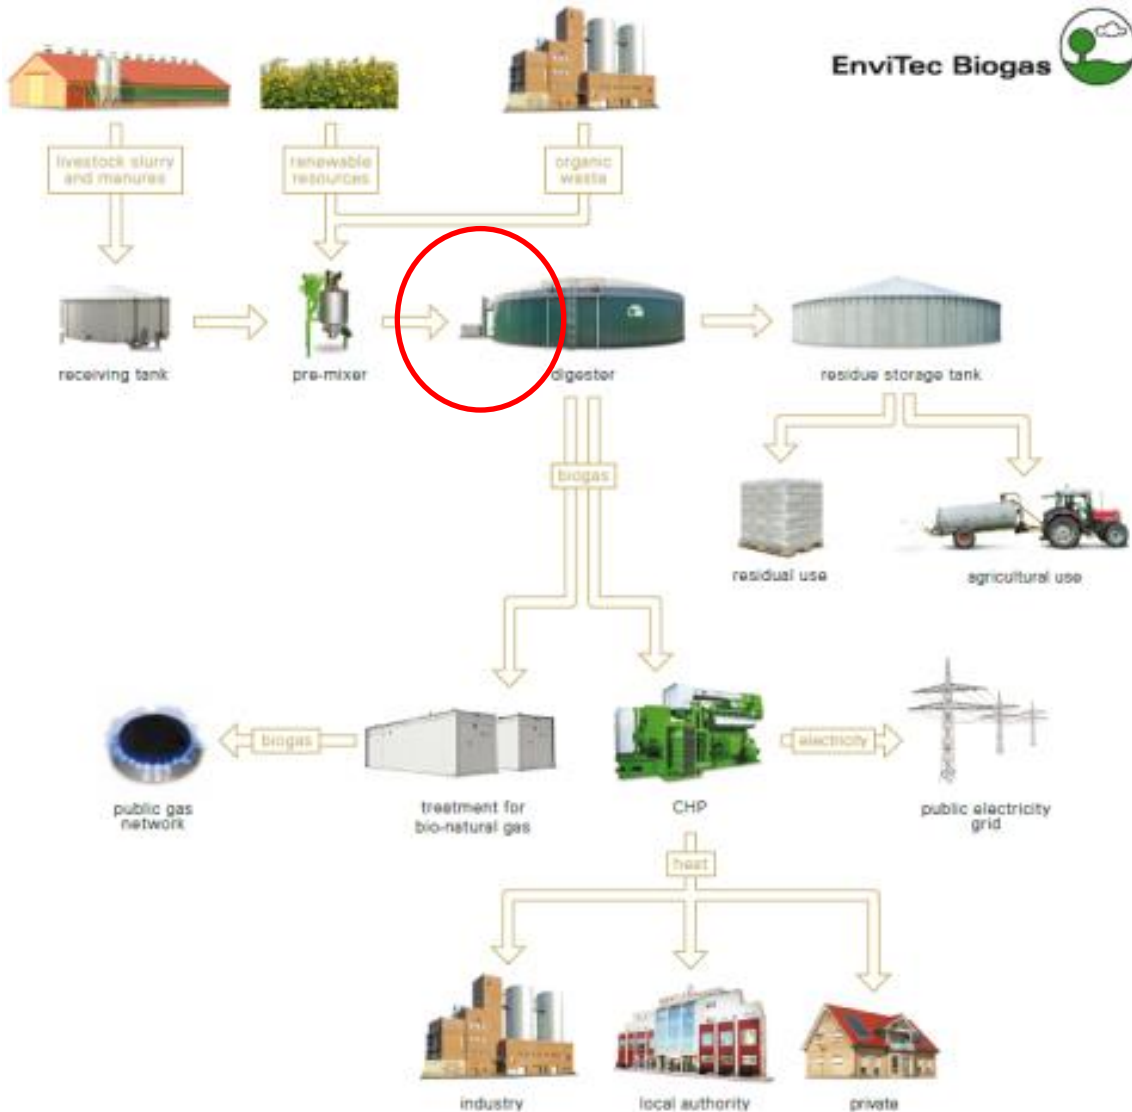 EnviTec Biogas
livestock slurry
and manures
renewable
resources
organic
waste
receiving tank
pre-mixer
digester
residue storage tank
biogas
residual use
agricultural use
biogas
electricity
public gas
network
treatment for
bio-natural gas
CHP
public electricity
grid
heat
industry
local authority
private